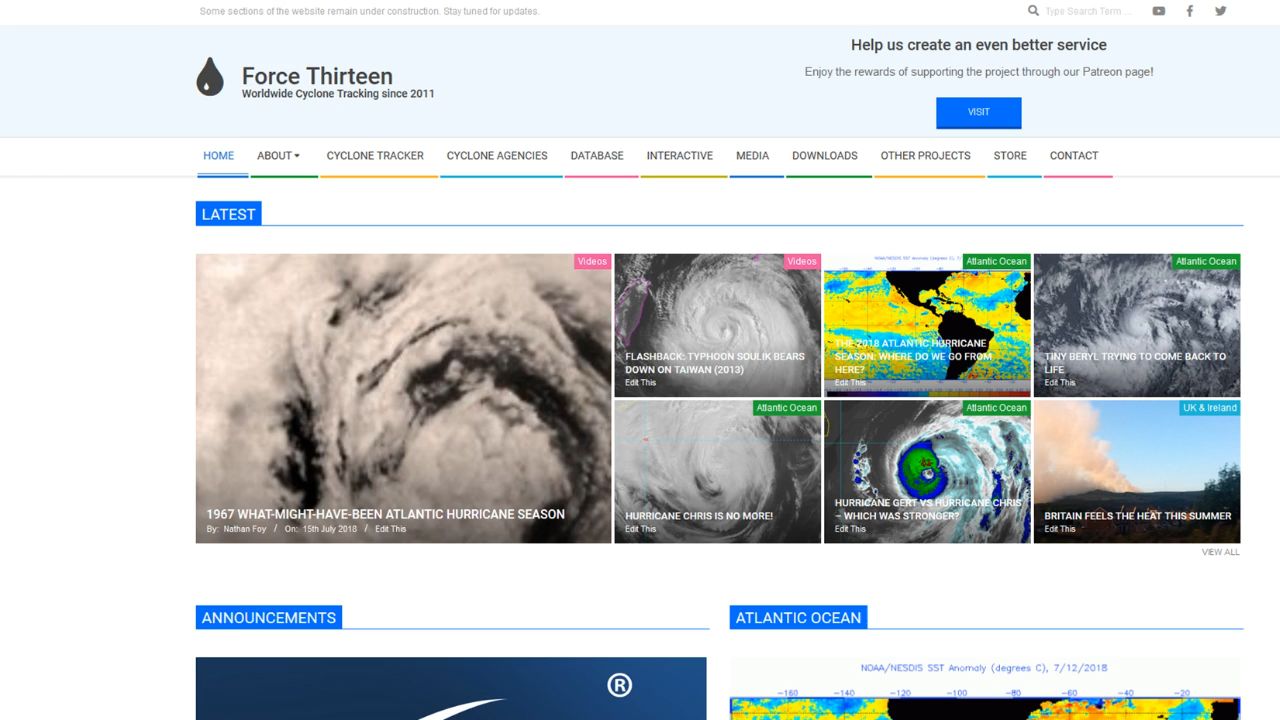 Some sections of the website remain under construction. Stay tuned for updates.
Type Search Term ...
Force Thirteen
Worldwide Cyclone Tracking since 2011
Help us create an even better service
Enjoy the rewards of supporting the project through our Patreon page!
VISIT
HOME ABOUT CYCLONE TRACKER CYCLONE AGENCIES DATABASE INTERACTIVE MEDIA DOWNLOADS OTHER PROJECTS STORE CONTACT
LATEST
Videos
1967 WHAT-MIGHT-HAVE-BEEN ATLANTIC HURRICANE SEASON
By: Nathan Foy / On: 15th July 2018 / Edit This
Videos
FLASHBACK: TYPHOON SOULIK BEARS
DOWN ON TAIWAN (2013)
Edit This
Atlantic Ocean
THE 2018 ATLANTIC HURRICANE
SEASON: WHERE DO WE GO FROM
HERE?
Edit This
Atlantic Ocean
TINY BERYL TRYING TO COME BACK TO
LIFE
Edit This
Atlantic Ocean
HURRICANE CHRIS IS NO MORE!
Edit This
Atlantic Ocean
HURRICANE GERT VS HURRICANE CHRIS
– WHICH WAS STRONGER?
Edit This
UK & Ireland
BRITAIN FEELS THE HEAT THIS SUMMER
Edit This
VIEW ALL
ANNOUNCEMENTS
®
ATLANTIC OCEAN
NOAA/NESDIS SST Anomaly (degrees C), 7/12/2018
-160 -140 -120 -100 -80 -60 -40 -20